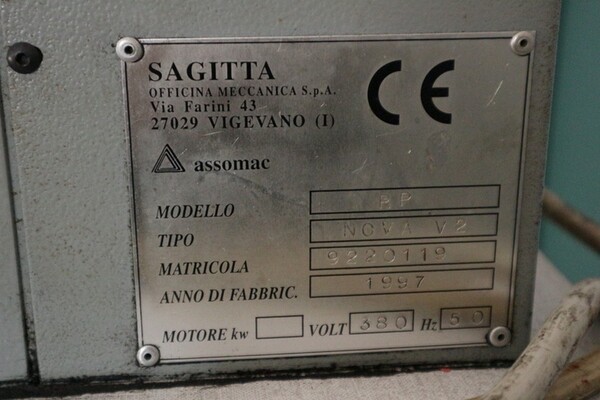 SAGITTA
OFFICINA MECCANICA S.p.A.
Via Farini 43
27029 VIGEVANO (I)
CE
assomac
MODELLO RP
TIPO NOVA V2
MATRICOLA 9220119
ANNO DI FABBRIC. 1997
MOTORE kw VOLT 380 Hz 50